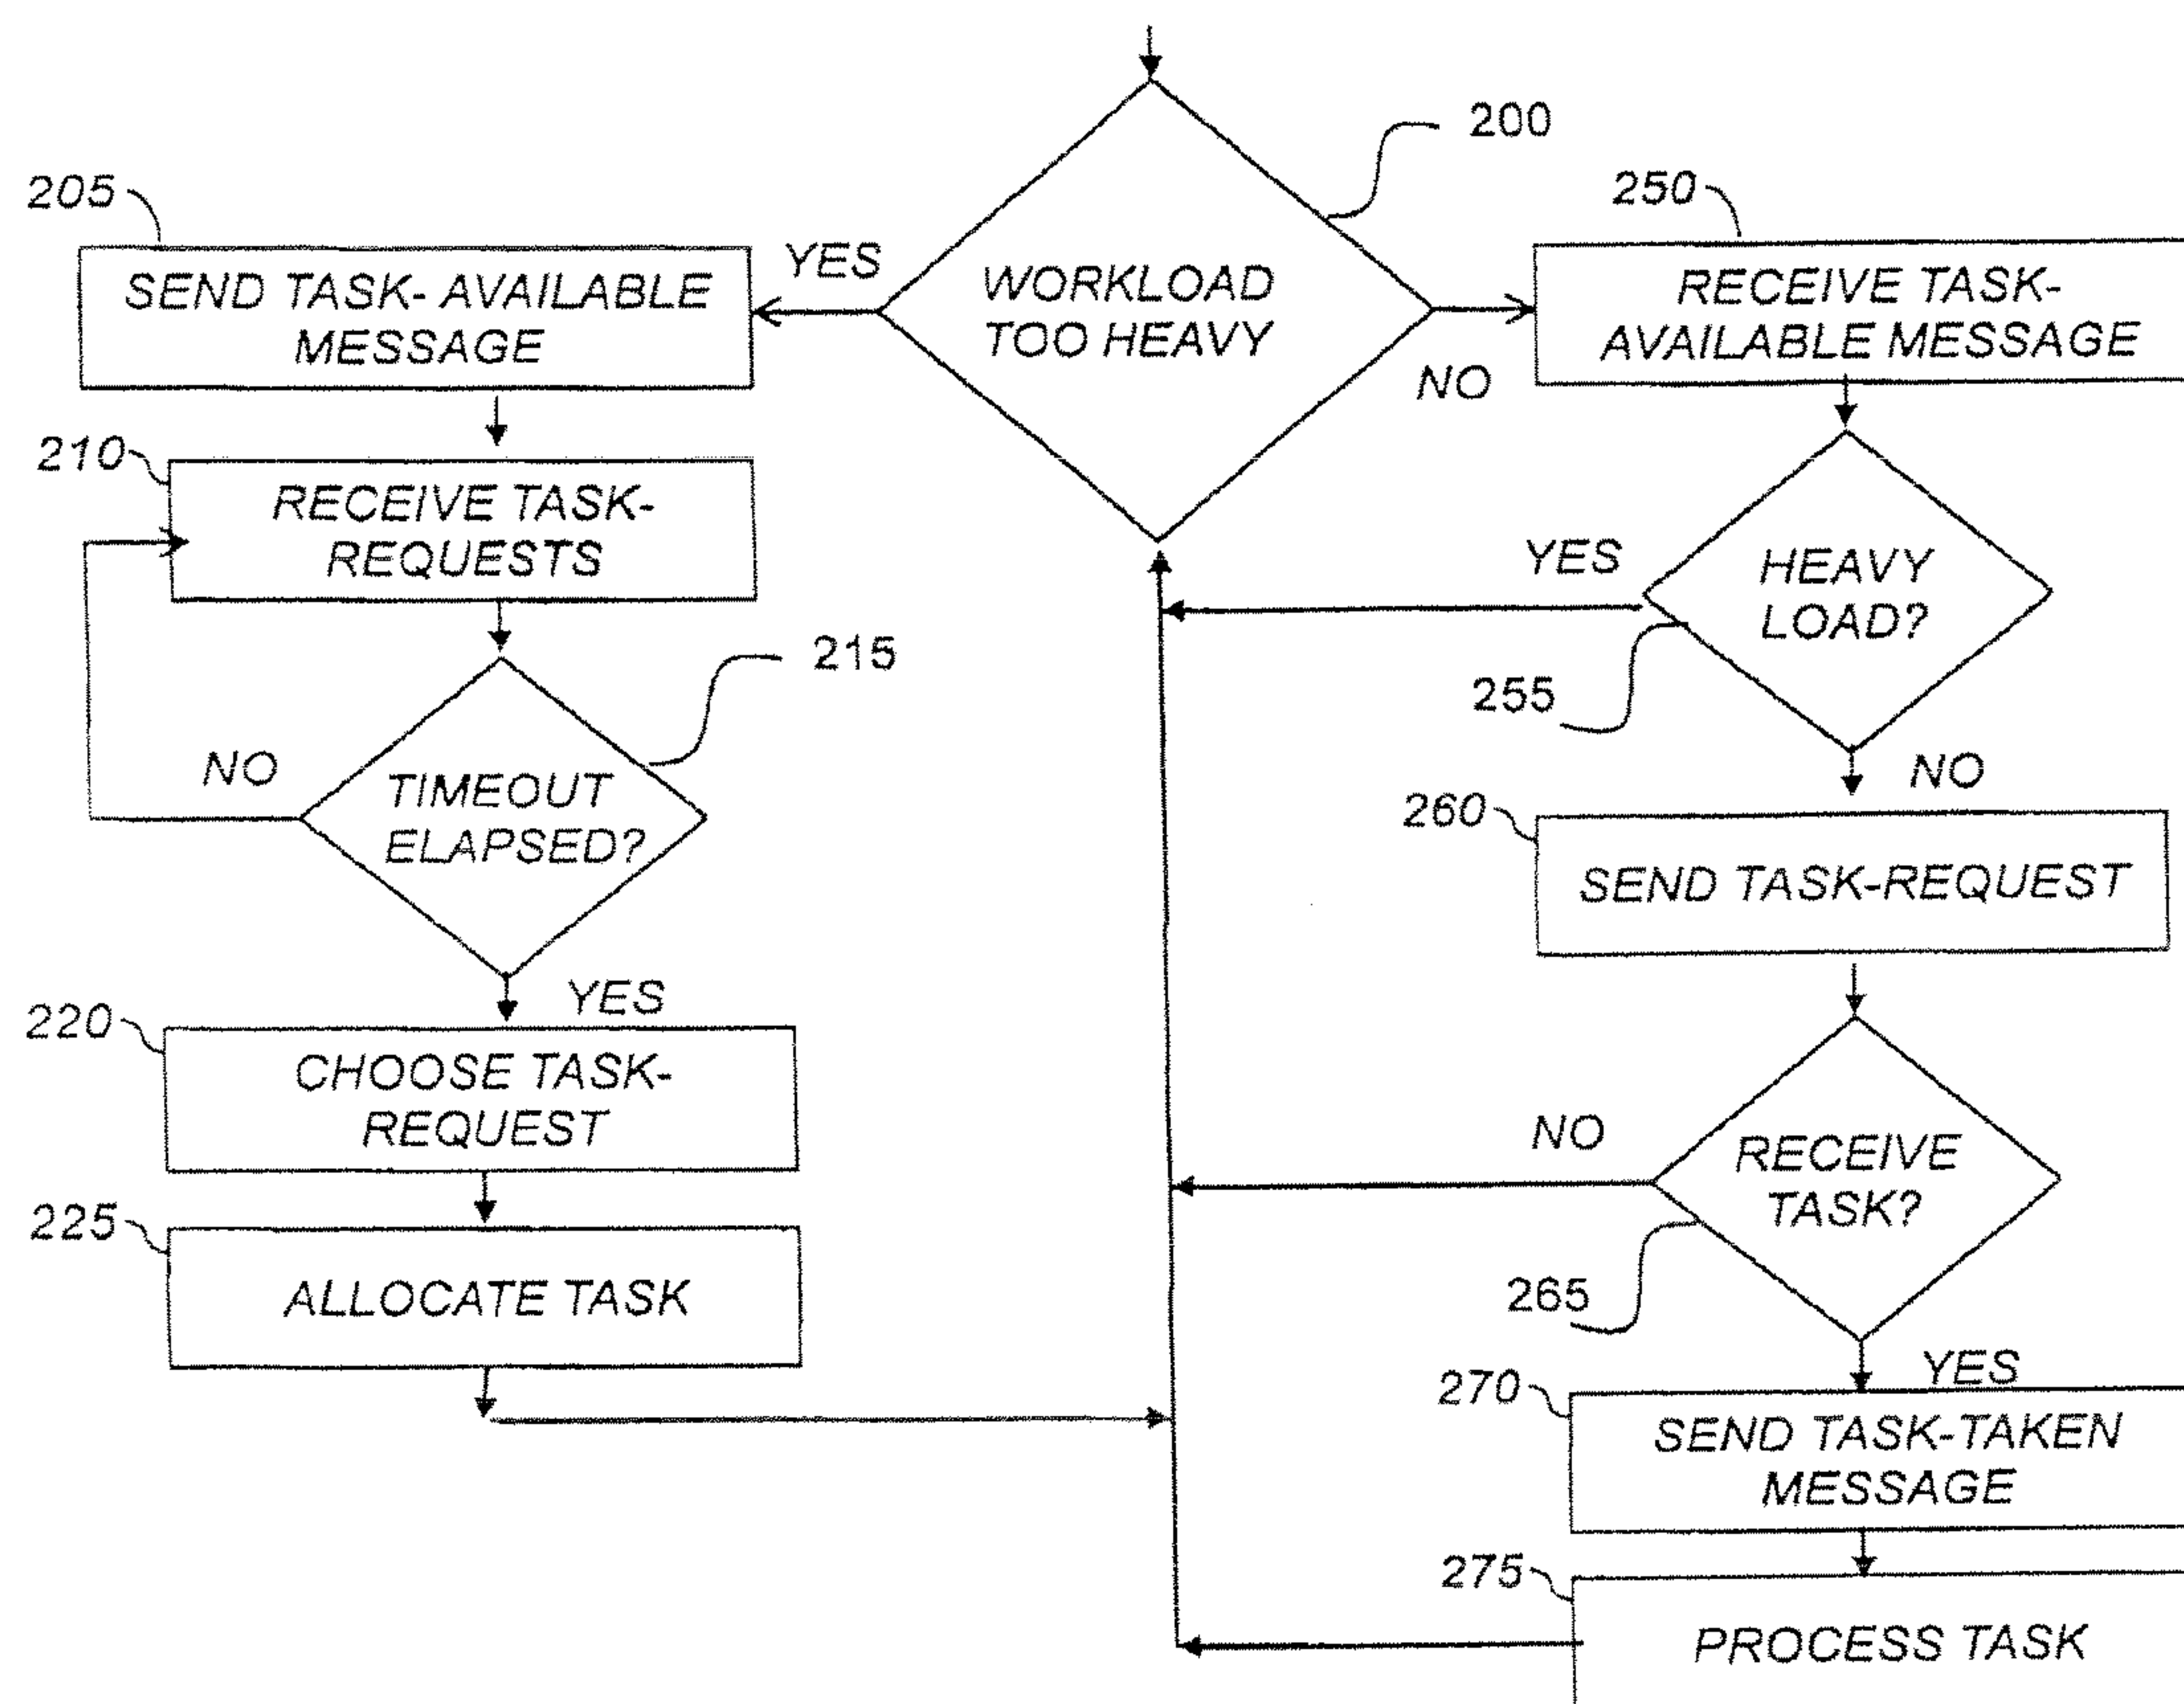 200
WORKLOAD
TOO HEAVY
YES
NO
205
SEND TASK- AVAILABLE
MESSAGE
210
RECEIVE TASK-
REQUESTS
215
TIMEOUT
ELAPSED?
NO
YES
220
CHOOSE TASK-
REQUEST
225
ALLOCATE TASK
250
RECEIVE TASK-
AVAILABLE MESSAGE
HEAVY
LOAD?
YES
255
NO
260
SEND TASK-REQUEST
RECEIVE
TASK?
NO
265
YES
270
SEND TASK-TAKEN
MESSAGE
275
PROCESS TASK